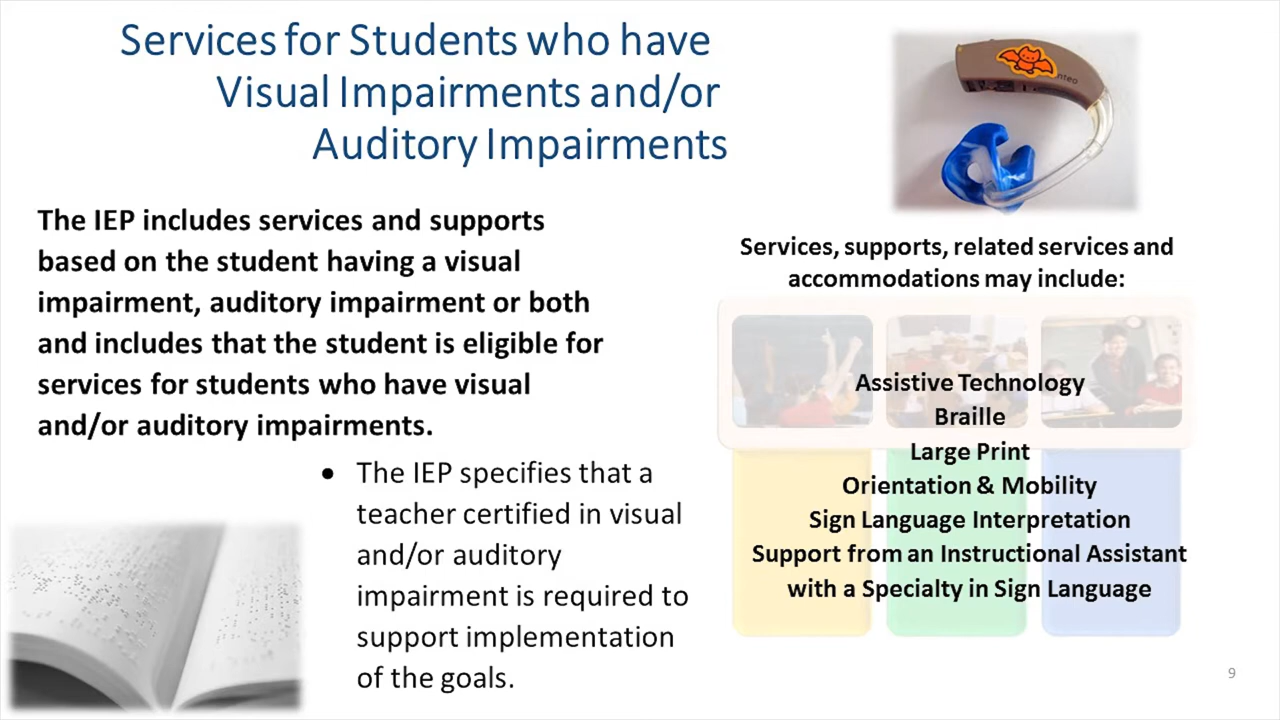 Services for Students who have
Visual Impairments and/or
Auditory Impairments
nteo
The IEP includes services and supports
based on the student having a visual
impairment, auditory impairment or both
and includes that the student is eligible for
services for students who have visual
and/or auditory impairments.
• The IEP specifies that a
teacher certified in visual
and/or auditory
impairment is required to
support implementation
of the goals.
Services, supports, related services and
accommodations may include:
Assistive Technology
Braille
Large Print
Orientation & Mobility
Sign Language Interpretation
Support from an Instructional Assistant
with a Specialty in Sign Language
9